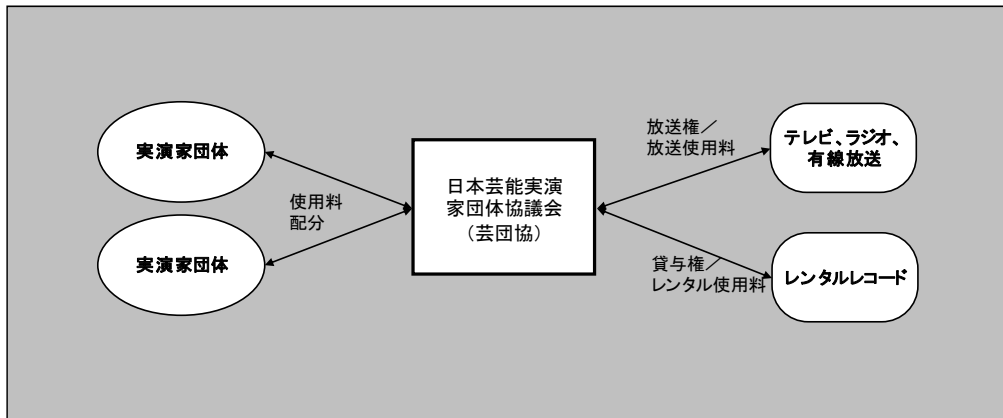 実演家団体
実演家団体
使用料
配分
日本芸能実演
家団体協議会
（芸団協）
放送権／
放送使用料
貸与権／
レンタル使用料
テレビ、ラジオ、
有線放送
レンタルレコード